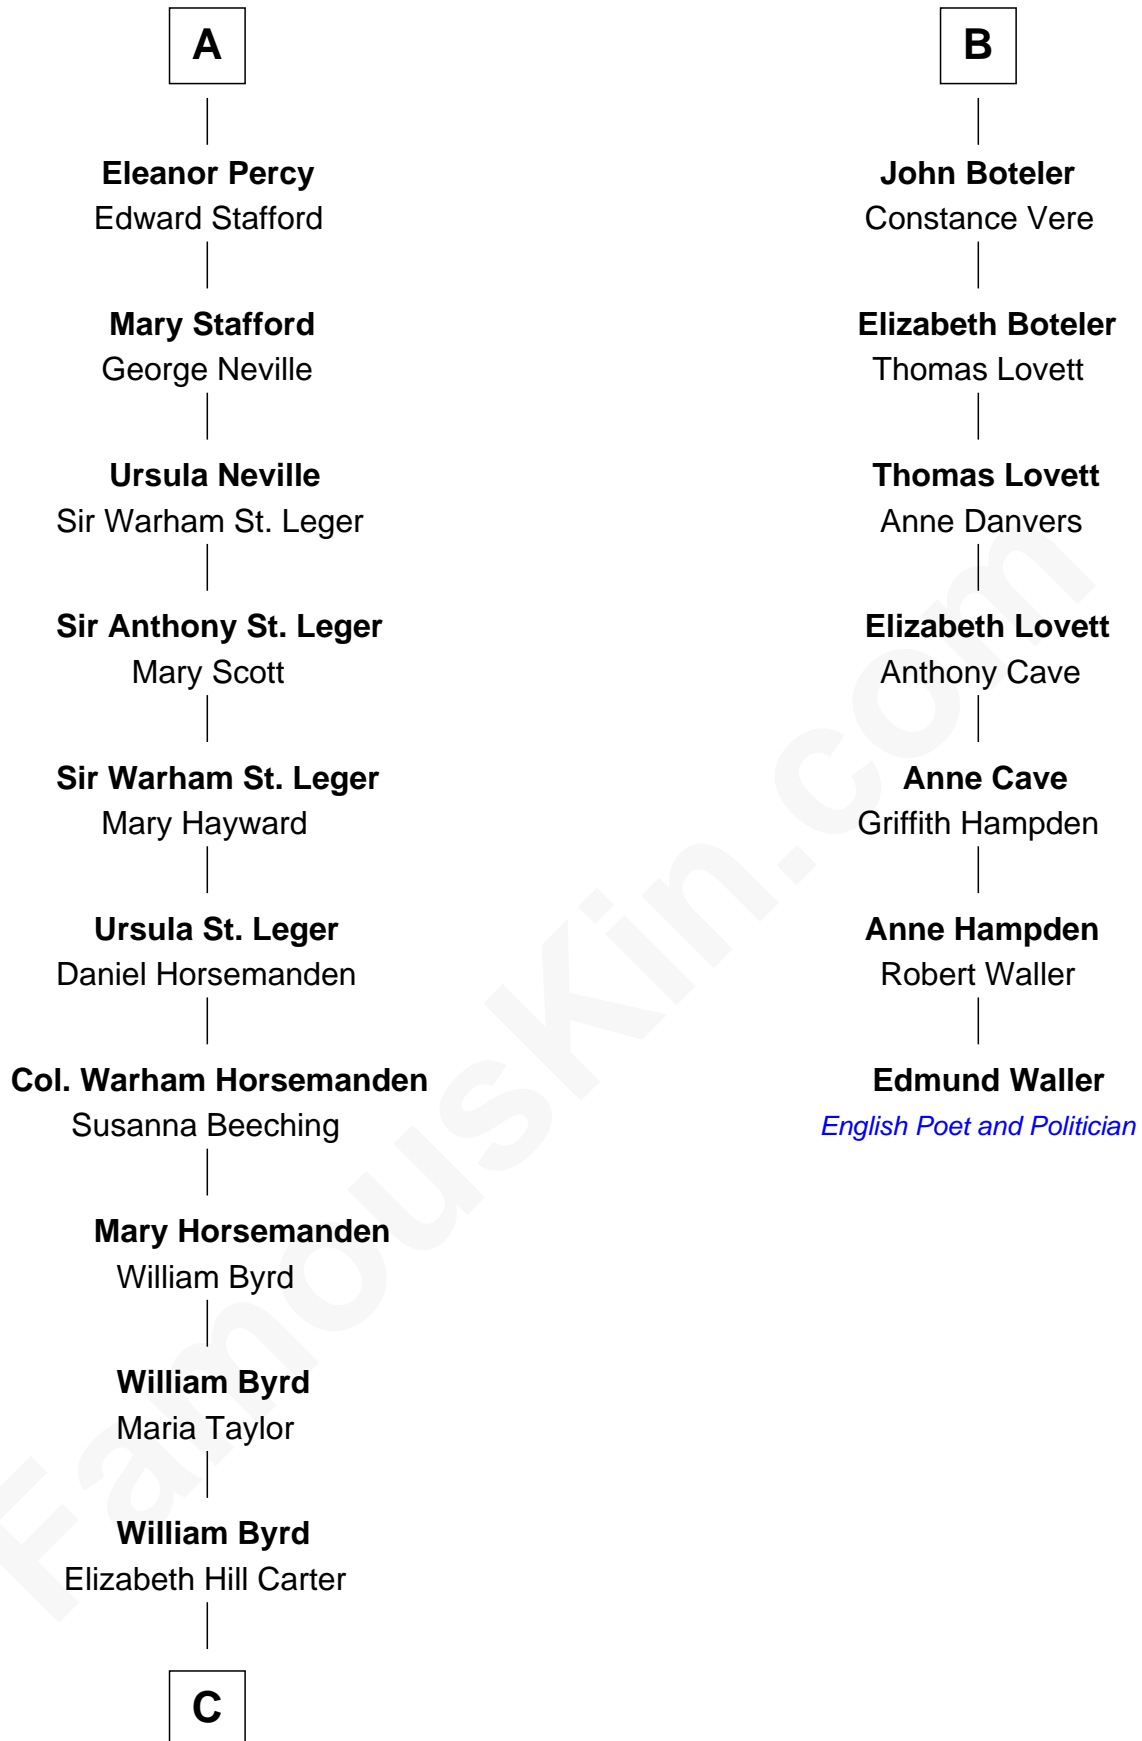 A
Eleanor Percy
Edward Stafford
Mary Stafford
George Neville
Ursula Neville
Sir Warham St. Leger
Sir Anthony St. Leger
Mary Scott
Sir Warham St. Leger
Mary Hayward
Ursula St. Leger
Daniel Horsemanden
Col. Warham Horsemanden
Susanna Beeching
Mary Horsemanden
William Byrd
William Byrd
Maria Taylor
William Byrd
Elizabeth Hill Carter
C
B
John Boteler
Constance Vere
Elizabeth Boteler
Thomas Lovett
Thomas Lovett
Anne Danvers
Elizabeth Lovett
Anthony Cave
Anne Cave
Griffith Hampden
Anne Hampden
Robert Waller
Edmund Waller
English Poet and Politician
FamousKin.com